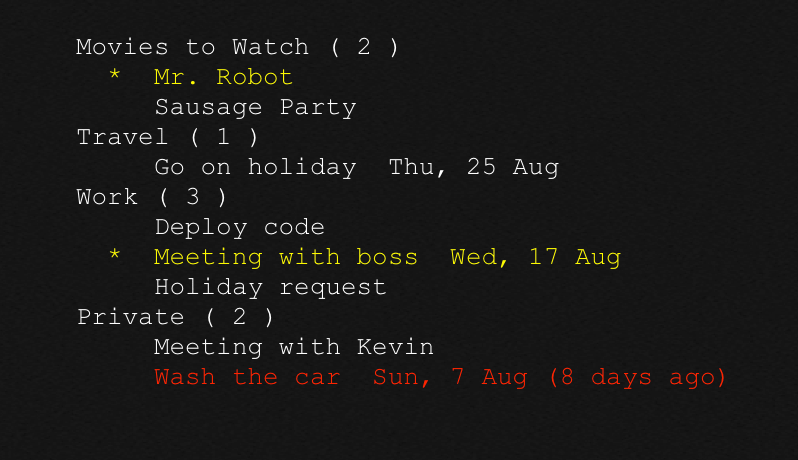 Movies to Watch ( 2 )
* Mr. Robot
Sausage Party
Travel ( 1 )
Go on holiday Thu, 25 Aug
Work ( 3 )
Deploy code
* Meeting with boss Wed, 17 Aug
Holiday request
Private ( 2 )
Meeting with Kevin
Wash the car Sun, 7 Aug (8 days ago)